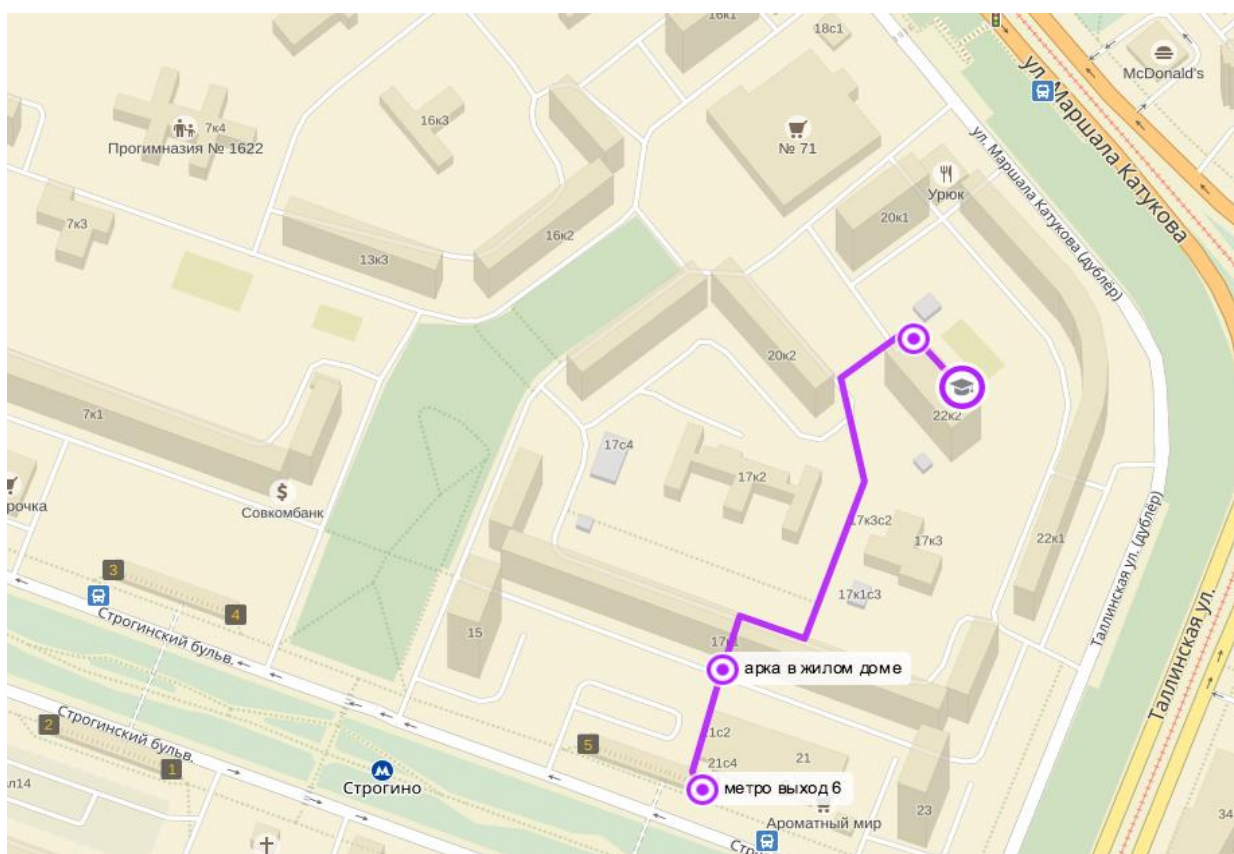 16к1
18с1
McDonald's
ул. Маршала Катукова
7к4
Прогимназия № 1622
16к3
№ 71
ул. Маршала Катукова (дублёр)
Урюк
20к1
7к3
16к2
13к3
20к2
7к1
22к2
17с4
17к2
Совкомбанк
17к3с2
17к3
22к1
Таллинская ул. (дублёр)
Таллинская ул.
3
4
17к1с3
Строгинский бульв.
15
арка в жилом доме
2
1
Строгинский бульв.
5
21с2
21
21с4
Строгино
метро выход 6
Ароматный мир
23
34